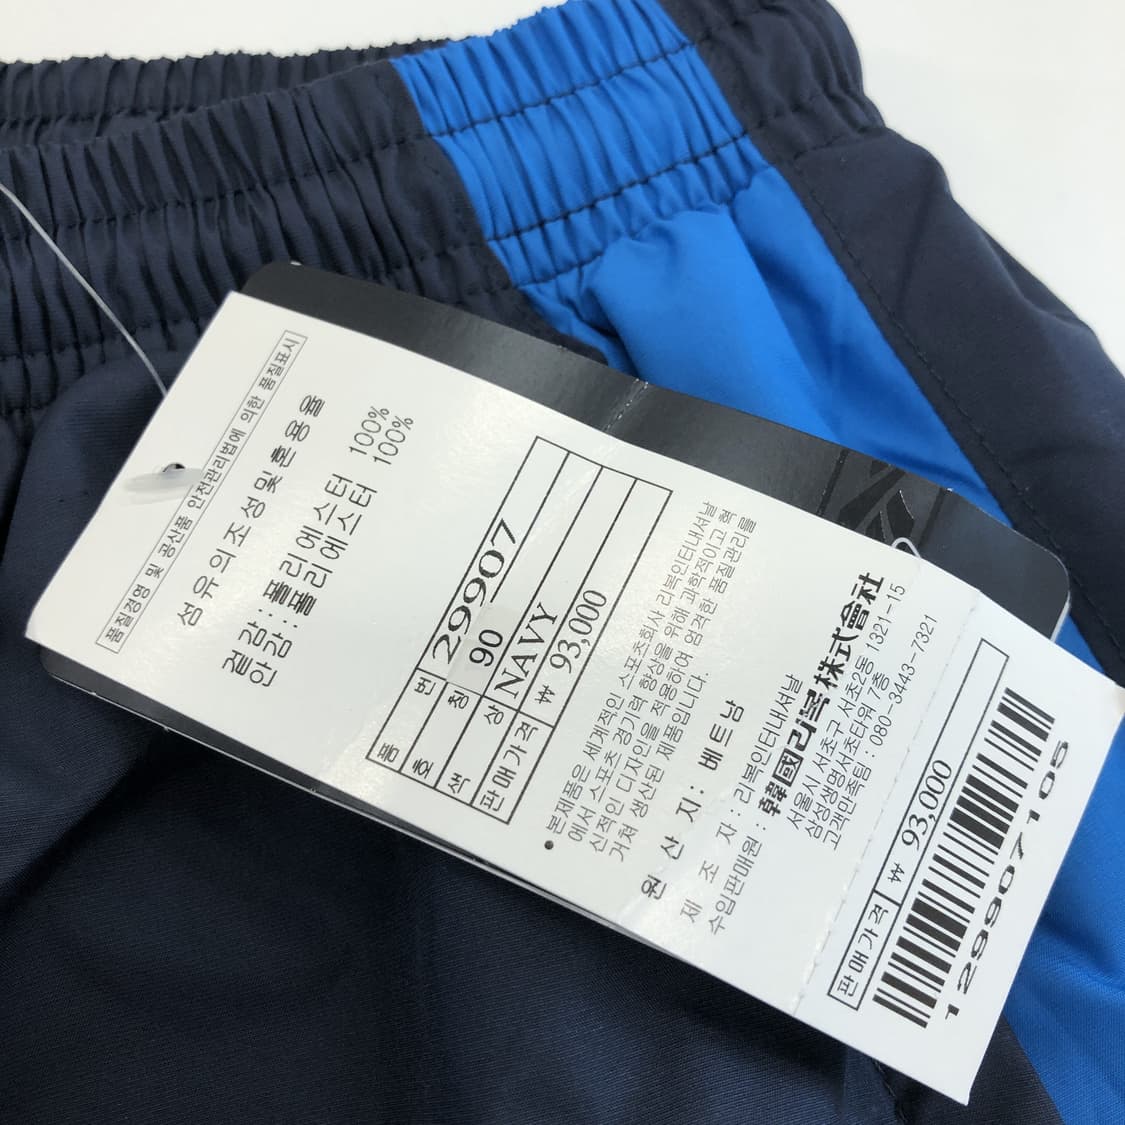 품질경영 및 공산품 안전관리법에 의한 품질표시
섬유의조성및혼용율
겉감 : 폴리에스터 100%
안감 : 폴리에스터 100%
품 번 29907
호 칭 90
색 상 NAVY
판매가격 ₩ 93,000
• 본제품은 세계적인 스포츠회사 리복인터내셔날
에서 스포츠 경기력 향상을 위해 과학적이고 혁
신적인 디자인을 적용하여 엄격한 품질관리를
거쳐 생산된 제품입니다.
원 산 지 : 베트남
제 조 자 : 리복인터내셔날
수입판매원 : 韓國리복株式會社
서울시 서초구 서초2동 1321-15
삼성생명서초타워 7층
고객만족팀 : 080-3443-7321
판매가격 ₩ 93,000
129907105